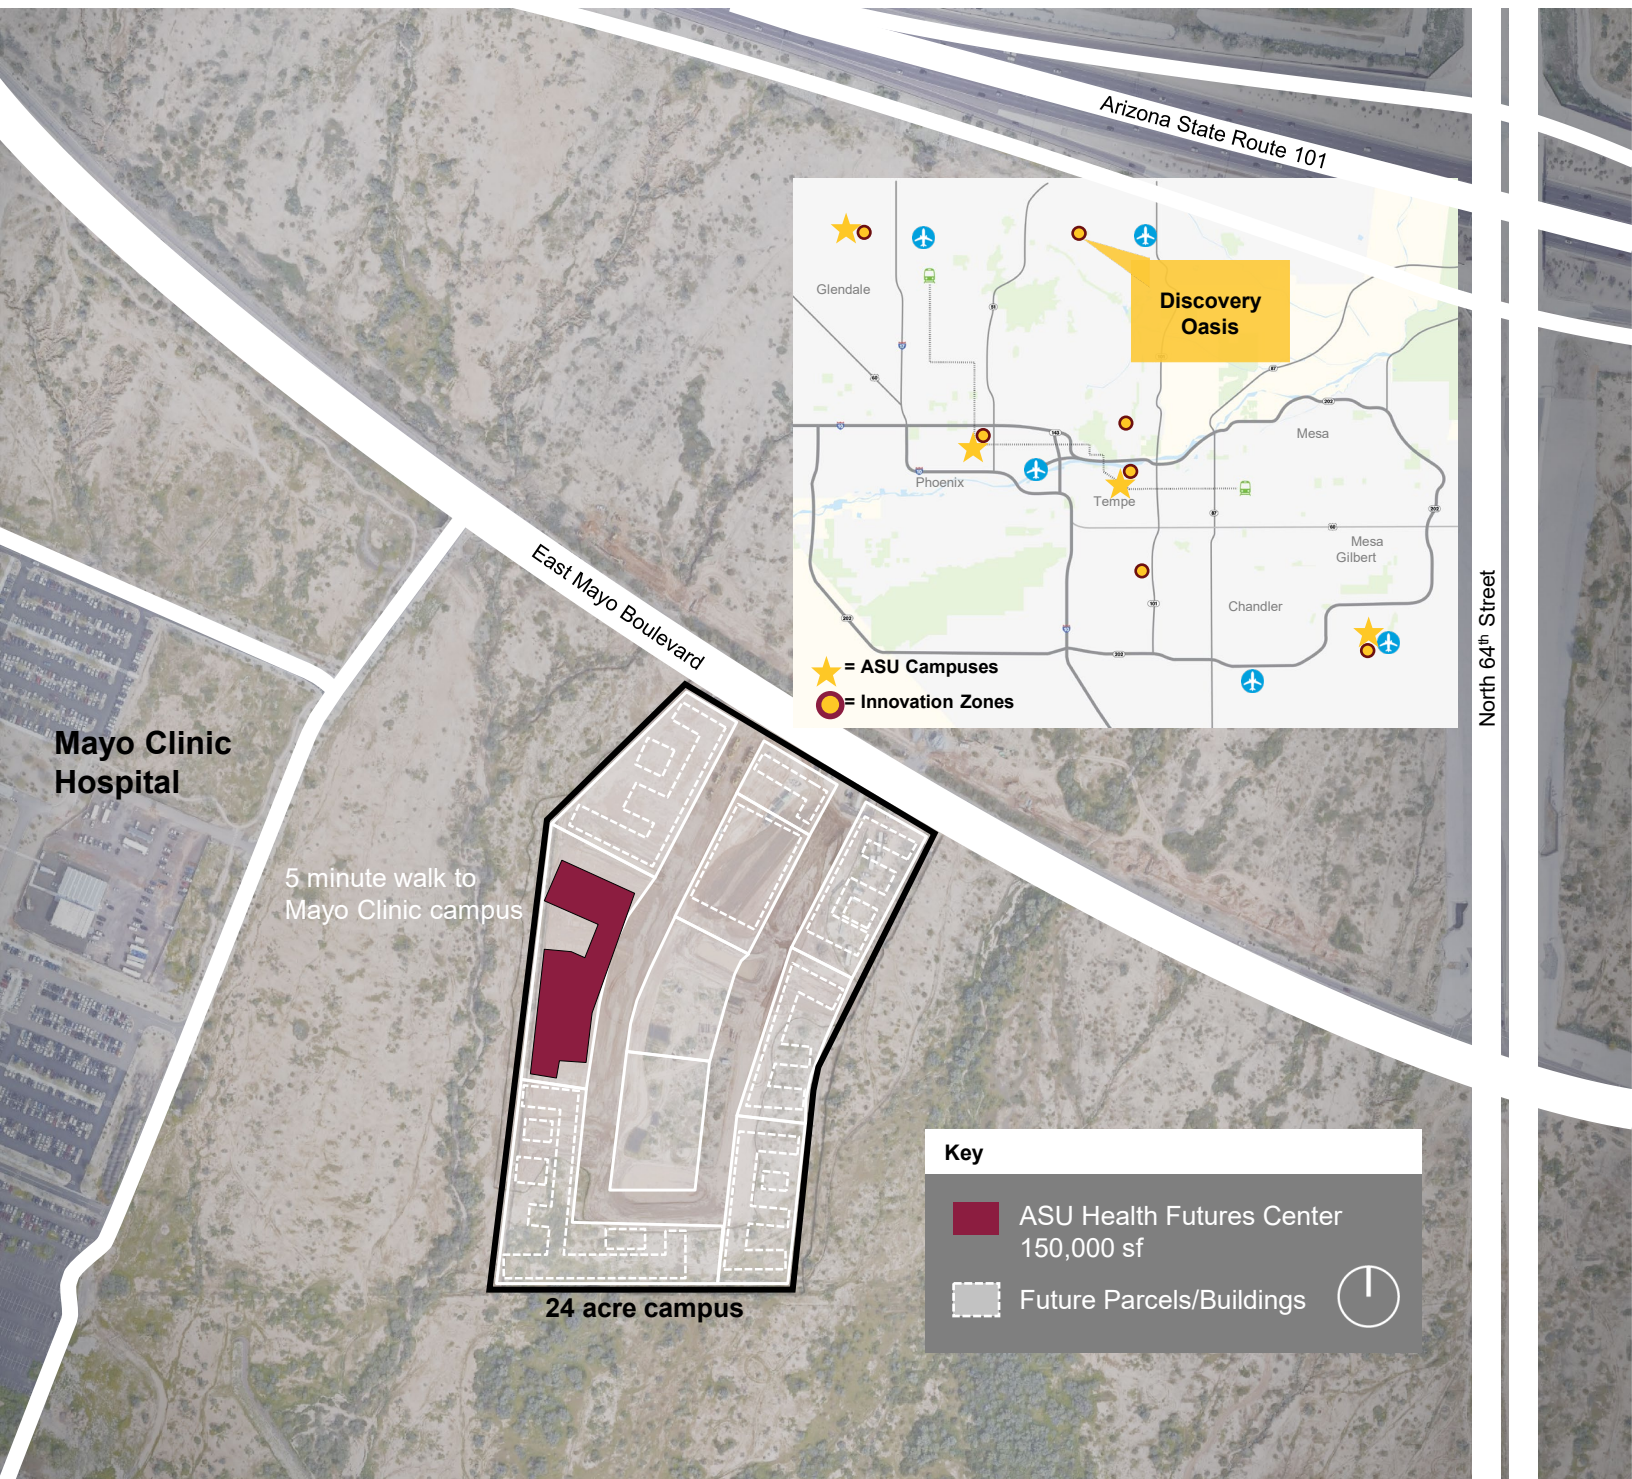 Arizona State Route 101
Glendale
Discovery
Oasis
Mesa
Phoenix
Tempe
Mesa
Gilbert
Chandler
= ASU Campuses
= Innovation Zones
East Mayo Boulevard
North 64th Street
Mayo Clinic
Hospital
5 minute walk to
Mayo Clinic campus
24 acre campus
Key
ASU Health Futures Center
150,000 sf
Future Parcels/Buildings